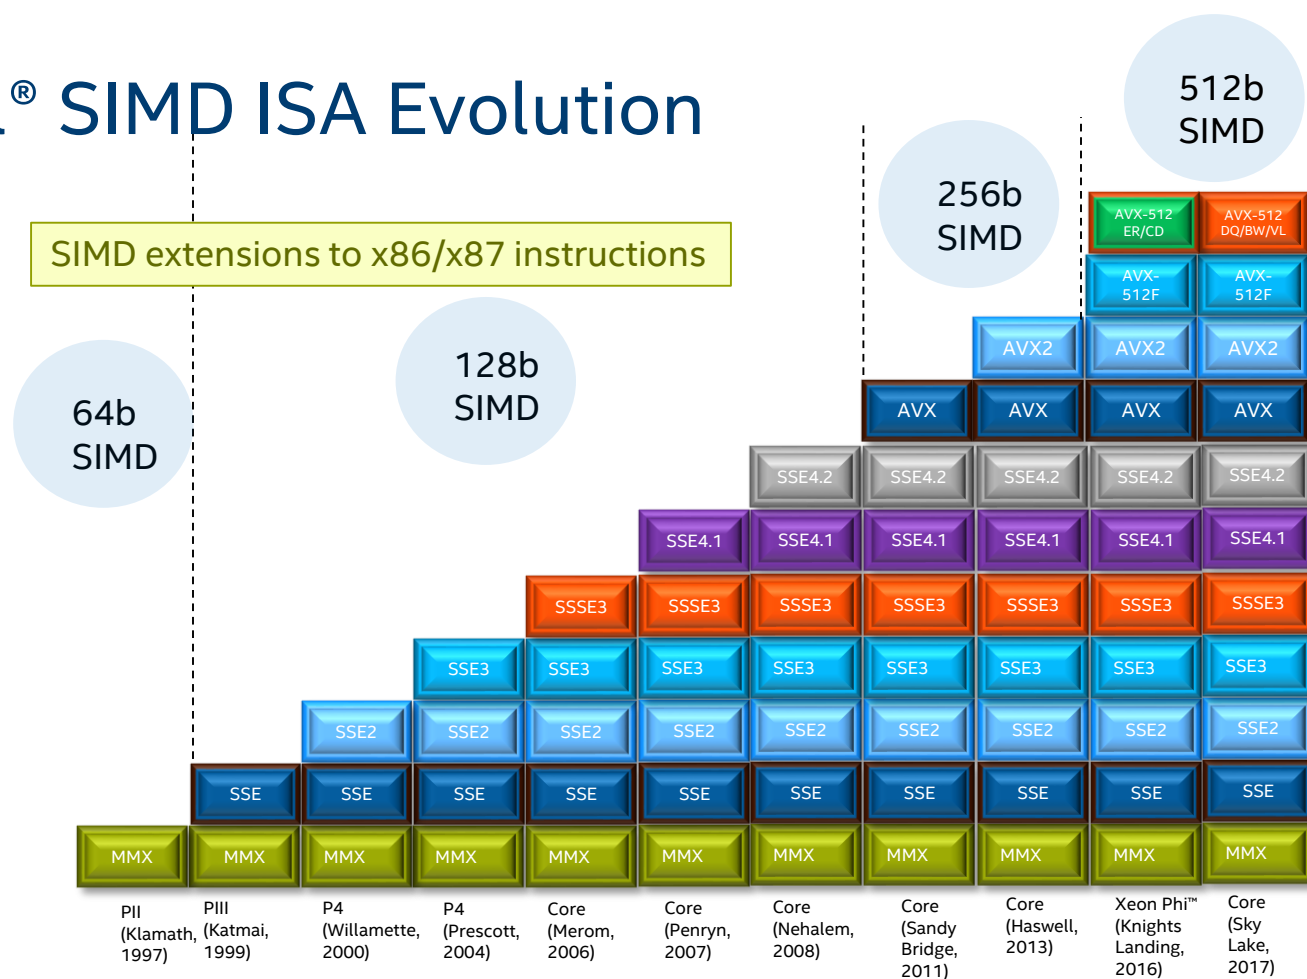 ® SIMD ISA Evolution
512b
SIMD
256b
SIMD
SIMD extensions to x86/x87 instructions
128b
SIMD
64b
SIMD
AVX-512
ER/CD
AVX-512
DQ/BW/VL
AVX-
512F
AVX-
512F
AVX2
AVX2
AVX2
AVX
AVX
AVX
AVX
SSE4.2
SSE4.2
SSE4.2
SSE4.2
SSE4.2
SSE4.1
SSE4.1
SSE4.1
SSE4.1
SSE4.1
SSE4.1
SSSE3
SSSE3
SSSE3
SSSE3
SSSE3
SSSE3
SSSE3
SSE3
SSE3
SSE3
SSE3
SSE3
SSE3
SSE3
SSE3
SSE2
SSE2
SSE2
SSE2
SSE2
SSE2
SSE2
SSE2
SSE2
SSE
SSE
SSE
SSE
SSE
SSE
SSE
SSE
SSE
SSE
MMX
MMX
MMX
MMX
MMX
MMX
MMX
MMX
MMX
MMX
MMX
PII
(Klamath,
1997)
PIII
(Katmai,
1999)
P4
(Willamette,
2000)
P4
(Prescott,
2004)
Core
(Merom,
2006)
Core
(Penryn,
2007)
Core
(Nehalem,
2008)
Core
(Sandy
Bridge,
2011)
Core
(Haswell,
2013)
Xeon Phi™
(Knights
Landing,
2016)
Core
(Sky
Lake,
2017)